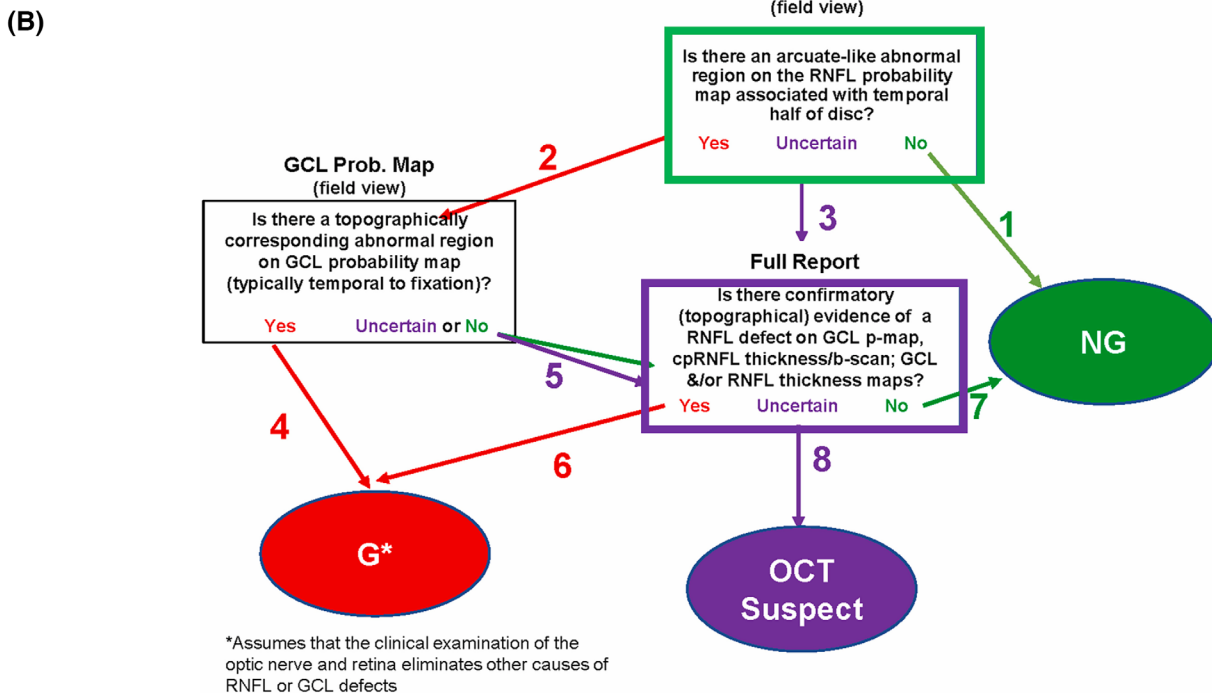 (B)
(field view)
Is there an arcuate-like abnormal
region on the RNFL probability
map associated with temporal
half of disc?
Yes Uncertain No
2
3
1
GCL Prob. Map
(field view)
Is there a topographically
corresponding abnormal region
on GCL probability map
(typically temporal to fixation)?
Yes Uncertain or No
Full Report
Is there confirmatory
(topographical) evidence of a
RNFL defect on GCL p-map,
cpRNFL thickness/b-scan; GCL
&/or RNFL thickness maps?
Yes Uncertain No
NG
5
7
4
6
8
G*
OCT
Suspect
*Assumes that the clinical examination of the
optic nerve and retina eliminates other causes of
RNFL or GCL defects